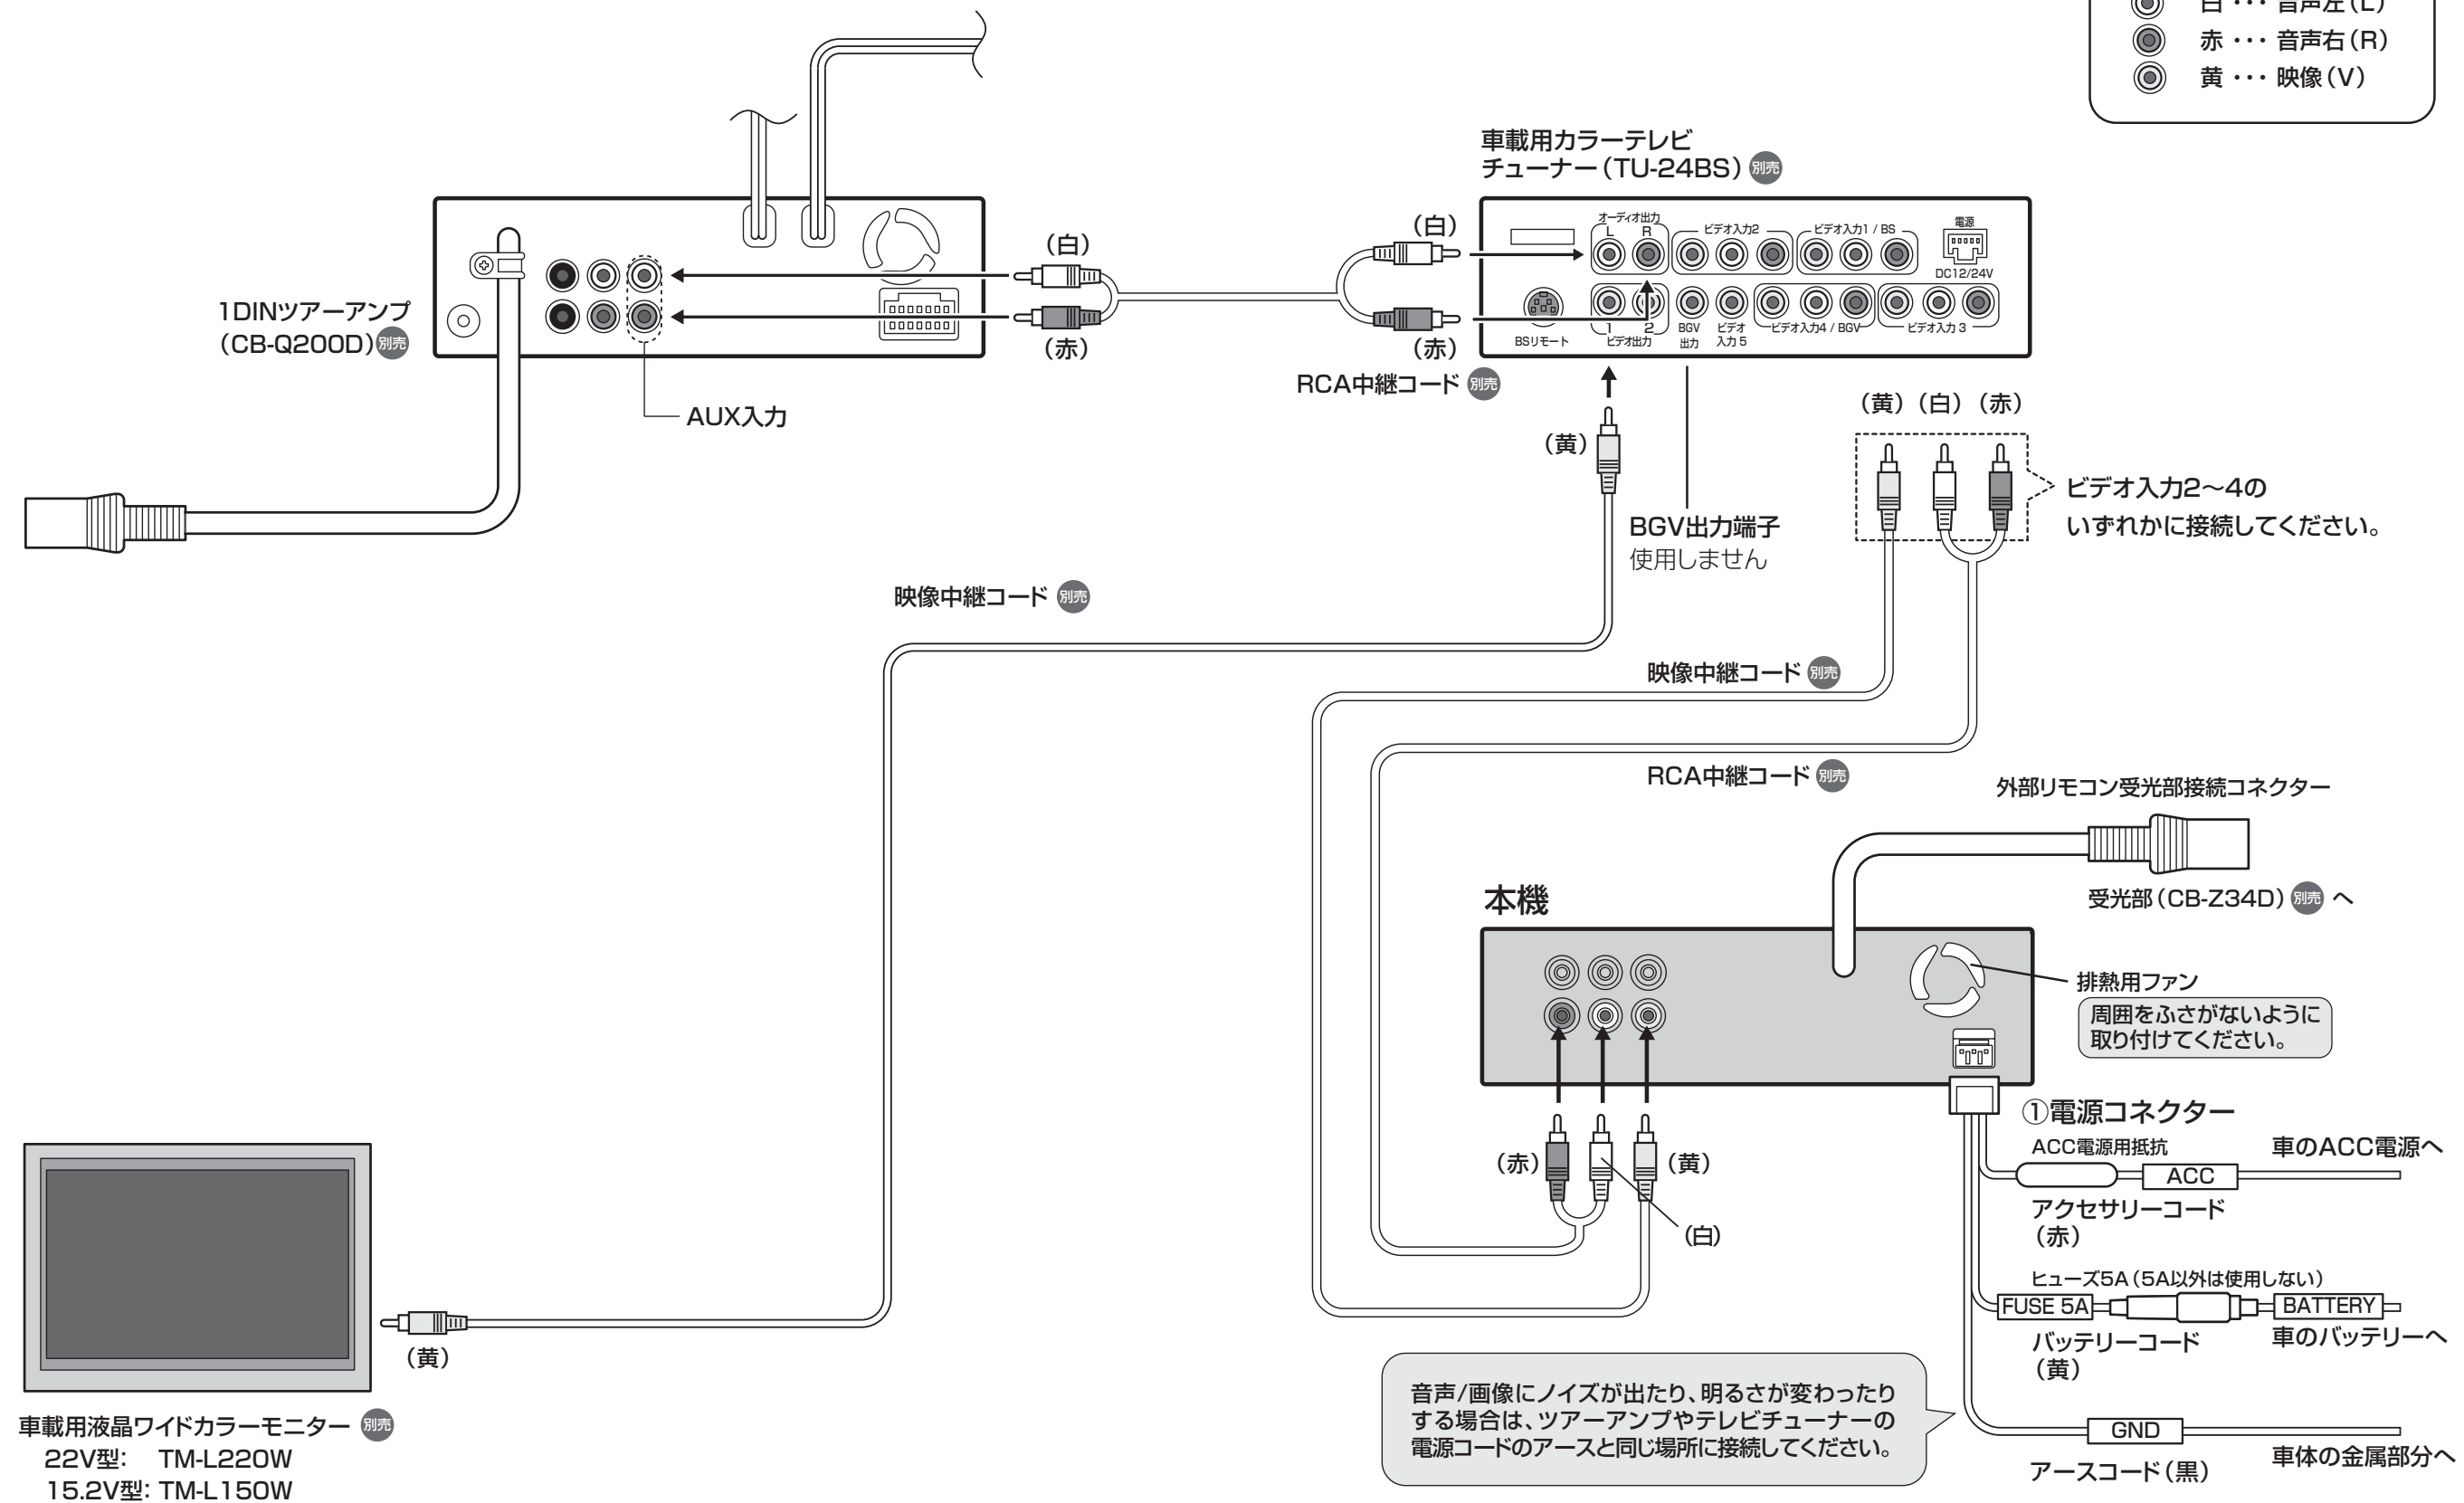 白 ・・・ 音声左（L）
赤 ・・・ 音声右（R）
黄 ・・・ 映像（V）
車載用カラーテレビ
チューナー（TU-24BS） 別売
オーディオ出力
L R
ビデオ入力2
ビデオ入力1 / BS
電源
DC12/24V
BSリモート
1 2
ビデオ出力
BGV
出力
ビデオ
入力 5
ビデオ入力4 / BGV
ビデオ入力 3
（白）
（赤）
（白）
（赤）
1DINツアーアンプ
（CB-Q200D） 別売
AUX入力
RCA中継コード 別売
（黄）
（黄）（白）（赤）
ビデオ入力2〜4の
いずれかに接続してください。
BGV出力端子
使用しません
映像中継コード 別売
映像中継コード 別売
RCA中継コード 別売
外部リモコン受光部接続コネクター
受光部（CB-Z34D） 別売 へ
本機
排熱用ファン
周囲をふさがないように
取り付けてください。
（赤）
（黄）
（白）
①電源コネクター
ACC電源用抵抗
車のACC電源へ
ACC
アクセサリーコード
（赤）
ヒューズ5A（5A以外は使用しない）
FUSE 5A
BATTERY
バッテリーコード
（黄）
車のバッテリーへ
GND
アースコード（黒）
車体の金属部分へ
音声/画像にノイズが出たり、明るさが変わったり
する場合は、ツアーアンプやテレビチューナーの
電源コードのアースと同じ場所に接続してください。
（黄）
車載用液晶ワイドカラーモニター 別売
22V型： TM-L220W
15.2V型： TM-L150W